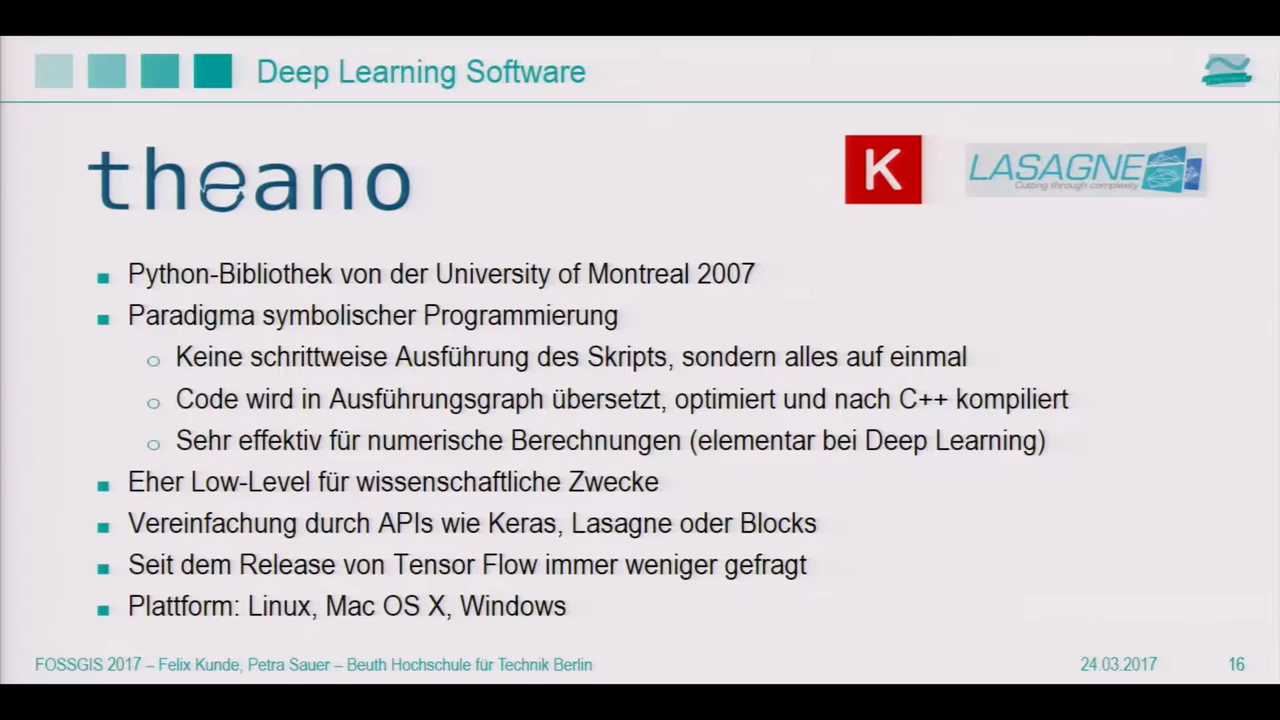 Deep Learning Software
theano
K
LASAGNE
Cutting through complexity
Python-Bibliothek von der University of Montreal 2007
Paradigma symbolischer Programmierung
Keine schrittweise Ausführung des Skripts, sondern alles auf einmal
Code wird in Ausführungsgraph übersetzt, optimiert und nach C++ kompiliert
Sehr effektiv für numerische Berechnungen (elementar bei Deep Learning)
Eher Low-Level für wissenschaftliche Zwecke
Vereinfachung durch APIs wie Keras, Lasagne oder Blocks
Seit dem Release von Tensor Flow immer weniger gefragt
Plattform: Linux, Mac OS X, Windows
FOSSGIS 2017 – Felix Kunde, Petra Sauer – Beuth Hochschule für Technik Berlin 24.03.2017 16